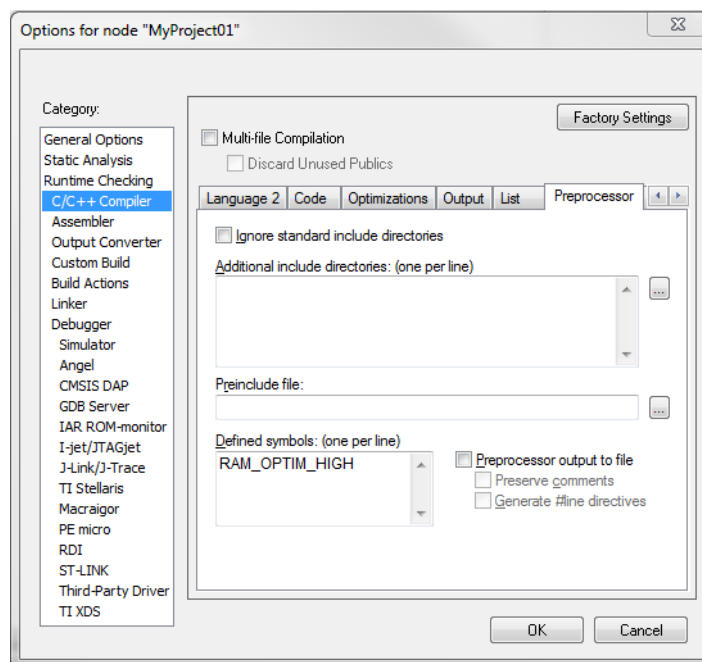 Options for node "MyProject01"
Category:
General Options
Static Analysis
Runtime Checking
C/C++ Compiler
Assembler
Output Converter
Custom Build
Build Actions
Linker
Debugger
Simulator
Angel
CMSIS DAP
GDB Server
IAR ROM-monitor
I-jet/JTAGjet
J-Link/J-Trace
TI Stellaris
Macraigor
PE micro
RDI
ST-LINK
Third-Party Driver
TI XDS
Factory Settings
Multi-file Compilation
Discard Unused Publics
Language 2 Code Optimizations Output List Preprocessor
Ignore standard include directories
Additional include directories: (one per line)
...
Preinclude file:
...
Defined symbols: (one per line)
RAM_OPTIM_HIGH
Preprocessor output to file
Preserve comments
Generate #line directives
OK Cancel